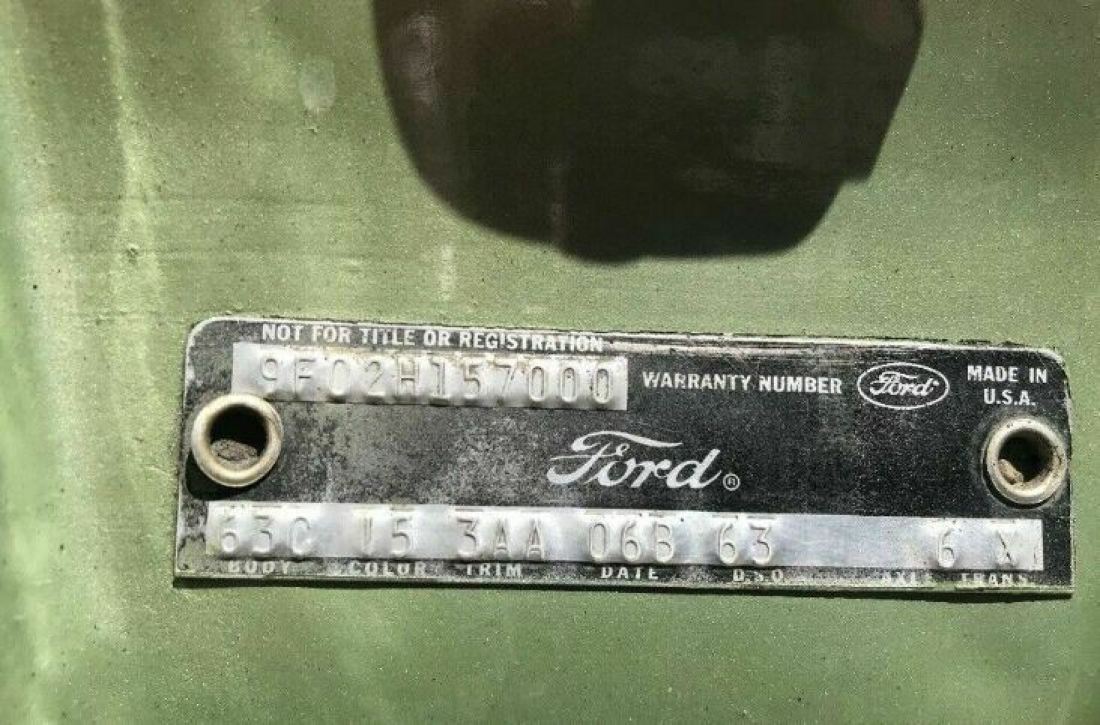 NOT FOR TITLE OR REGISTRATION
9F02H157000 WARRANTY NUMBER Ford MADE IN U.S.A.
Ford®
63C 15 3AA 06B 63 6 X
BODY COLOR TRIM DATE D.S.O. AXLE TRANS.